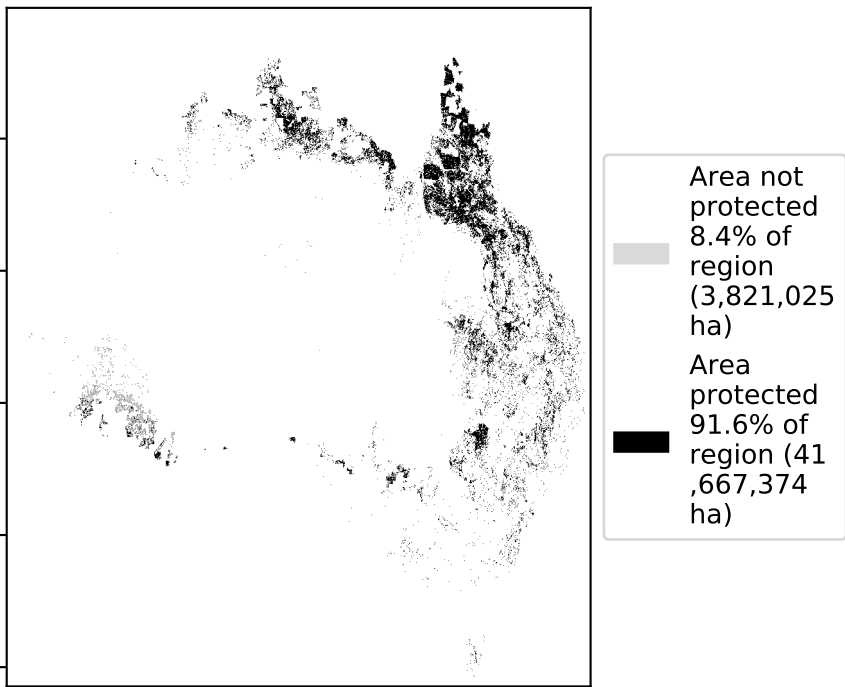 Area not
protected
8.4% of
region
(3,821,025
ha)
Area
protected
91.6% of
region (41
,667,374
ha)